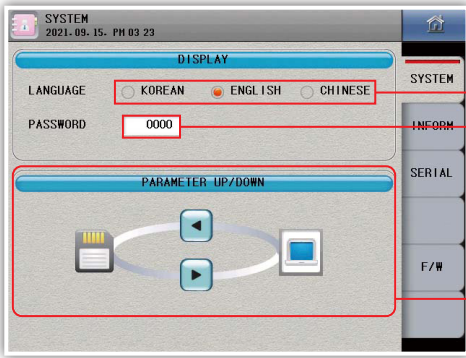 SYSTEM
2021.09.15. PM 03 23
DISPLAY
LANGUAGE KOREAN ENGLISH CHINESE
PASSWORD 0000
PARAMETER UP/DOWN
SYSTEM
INFORM
SERIAL
F/W